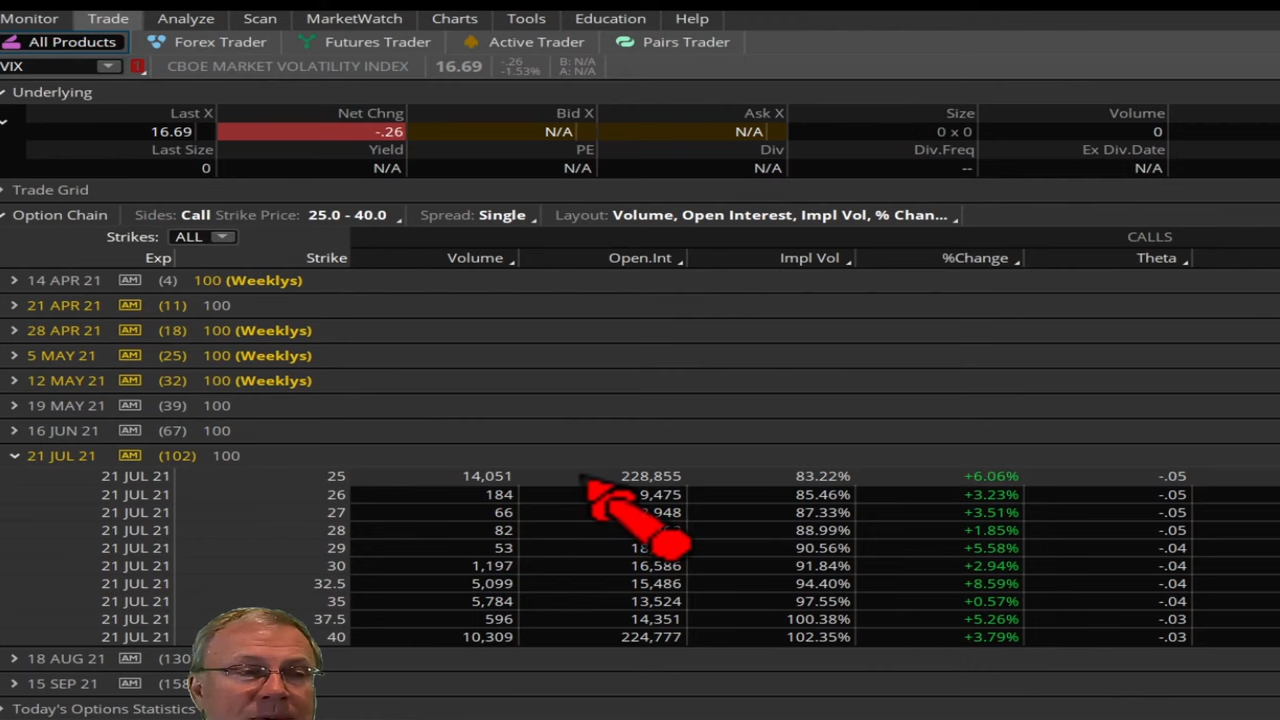 Monitor Trade Analyze Scan MarketWatch Charts Tools Education Help
All Products Forex Trader Futures Trader Active Trader Pairs Trader
VIX CBOE MARKET VOLATILITY INDEX 16.69 -.26 -1.53% B: N/A A: N/A
Underlying
Last X Net Chng Bid X Ask X Size Volume
16.69 -.26 N/A N/A 0 x 0 0
Last Size Yield PE Div Div.Freq Ex Div.Date
0 N/A N/A N/A -- N/A
Trade Grid
Option Chain Sides: Call Strike Price: 25.0 - 40.0 Spread: Single Layout: Volume, Open Interest, Impl Vol, % Chan...
Strikes: ALL CALLS
Exp Strike Volume Open.Int Impl Vol %Change Theta
14 APR 21 AM (4) 100 (Weeklys)
21 APR 21 AM (11) 100
28 APR 21 AM (18) 100 (Weeklys)
5 MAY 21 AM (25) 100 (Weeklys)
12 MAY 21 AM (32) 100 (Weeklys)
19 MAY 21 AM (39) 100
16 JUN 21 AM (67) 100
21 JUL 21 AM (102) 100
21 JUL 21 25 14,051 228,855 83.22% +6.06% -.05
21 JUL 21 26 184 9,475 85.46% +3.23% -.05
21 JUL 21 27 66 87.33% +3.51% -.05
21 JUL 21 28 82 88.99% +1.85% -.05
21 JUL 21 29 53 90.56% +5.58% -.04
21 JUL 21 30 1,197 16,586 91.84% +2.94% -.04
21 JUL 21 32.5 5,099 15,486 94.40% +8.59% -.04
21 JUL 21 35 5,784 13,524 97.55% +0.57% -.04
21 JUL 21 37.5 596 14,351 100.38% +5.26% -.03
21 JUL 21 40 10,309 224,777 102.35% +3.79% -.03
18 AUG 21 AM (130
15 SEP 21 AM (158
Today's Options Statistics